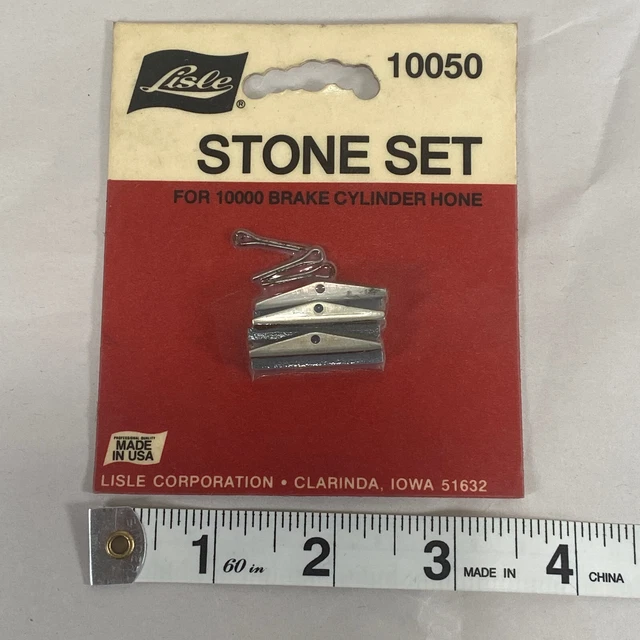 Lisle®
10050
STONE SET
FOR 10000 BRAKE CYLINDER HONE
PROFESSIONAL QUALITY
MADE
IN USA
LISLE CORPORATION • CLARINDA, IOWA 51632
1 60 in 2 3 MADE IN 4 CHINA